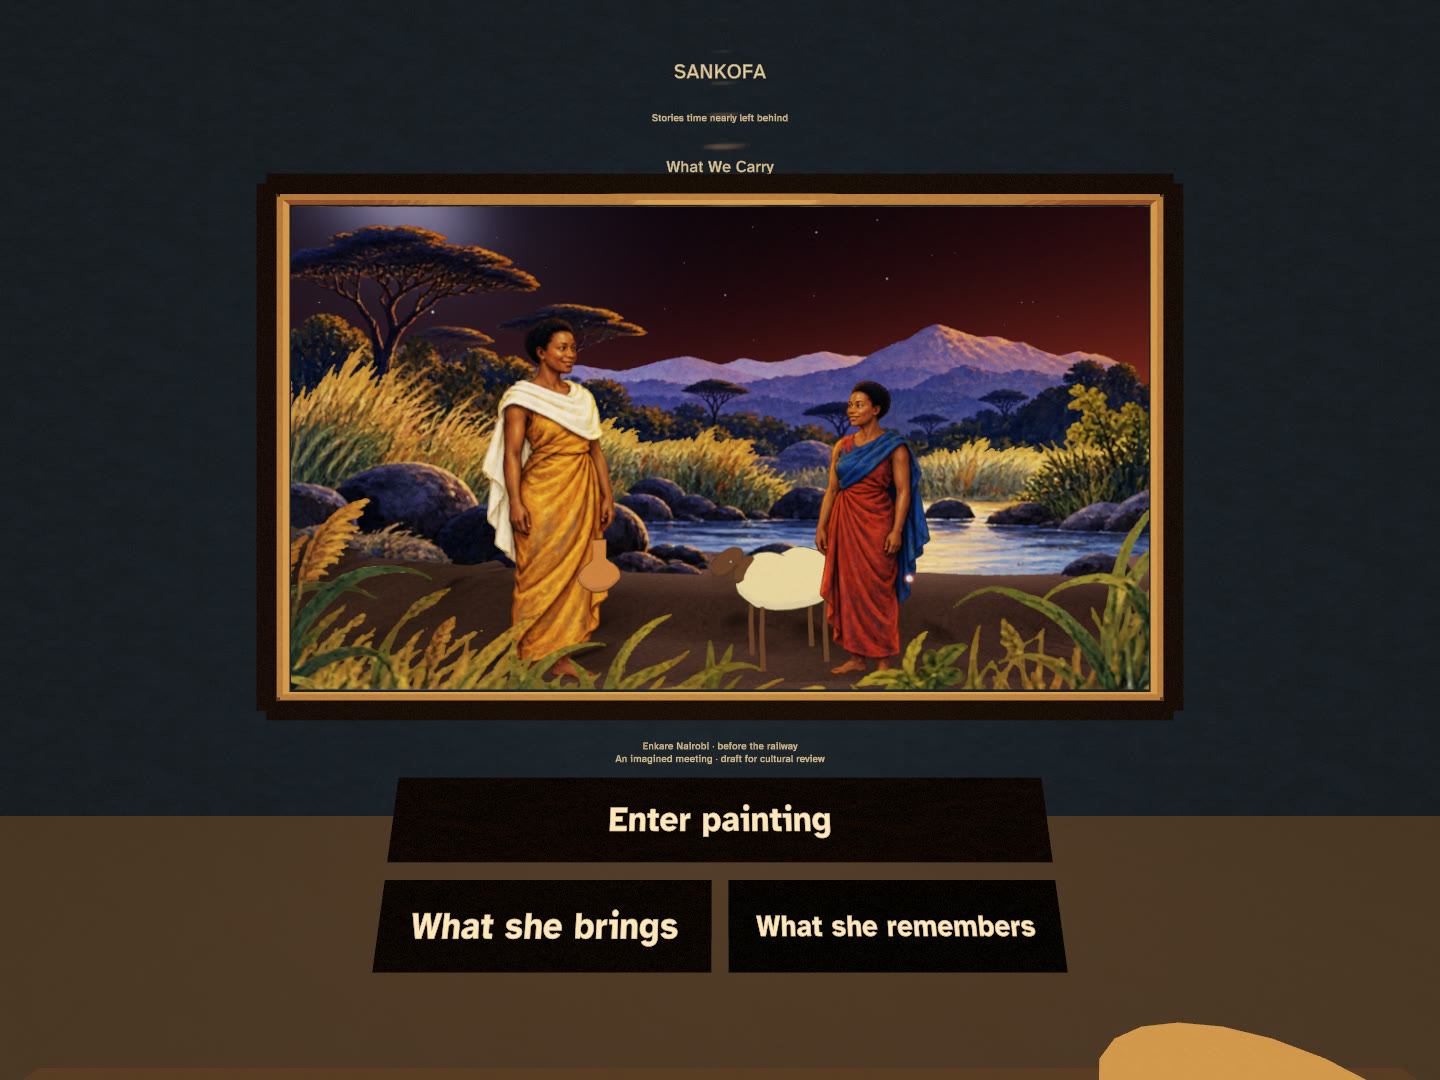 SANKOFA
Stories time nearly left behind
What We Carry
Enkare Nairobi · before the railway
An imagined meeting · draft for cultural review
Enter painting
What she brings
What she remembers